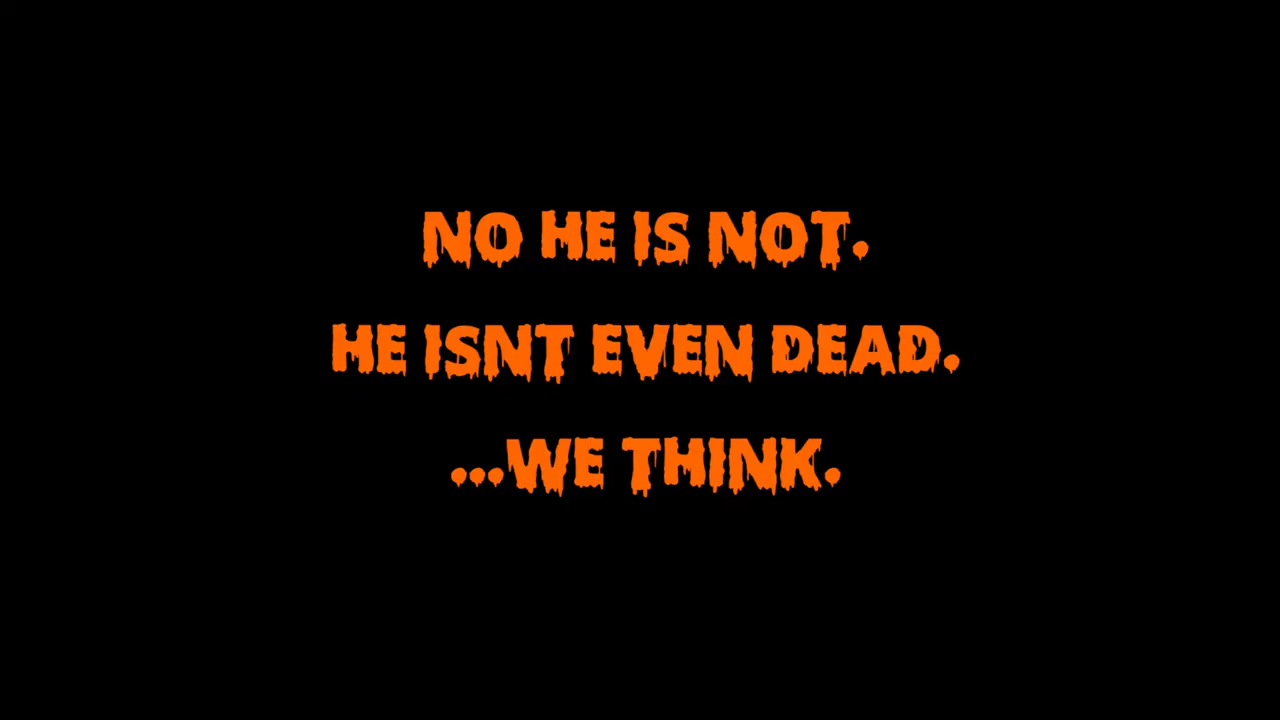 NO HE IS NOT.
HE ISNT EVEN DEAD.
...WE THINK.